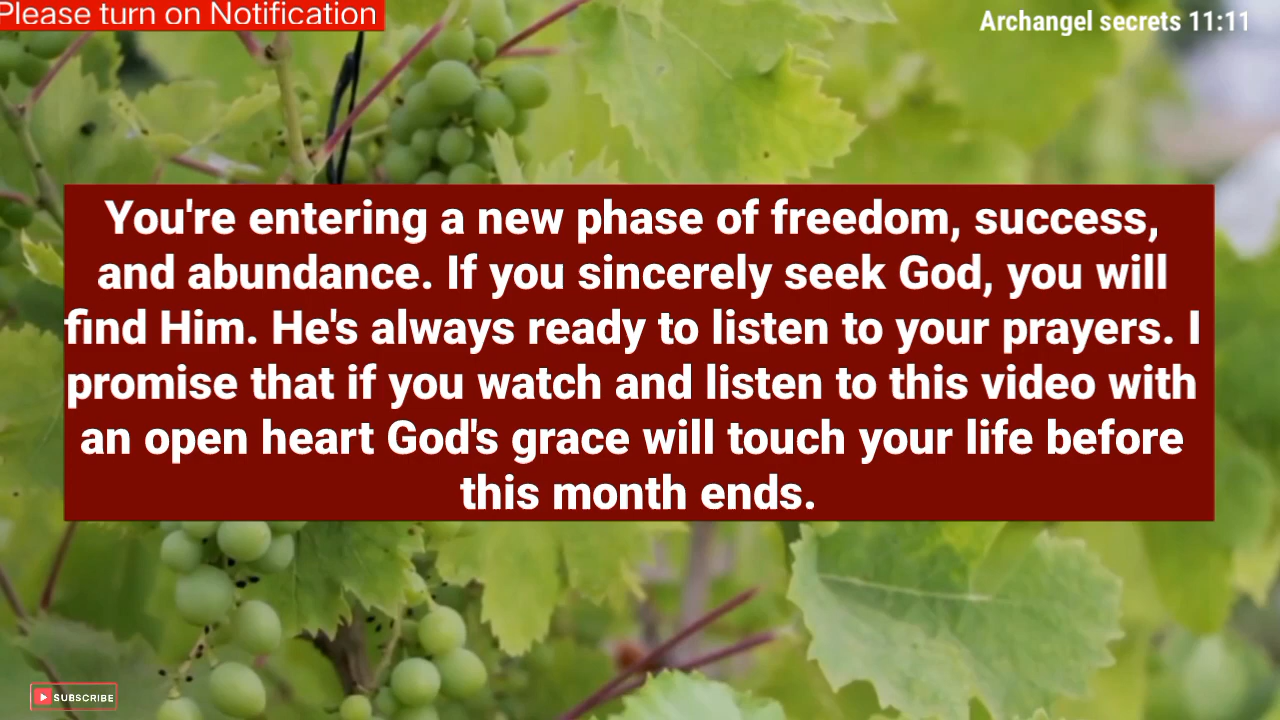 Please turn on Notification
Archangel secrets 11:11
You're entering a new phase of freedom, success,
and abundance. If you sincerely seek God, you will
find Him. He's always ready to listen to your prayers. I
promise that if you watch and listen to this video with
an open heart God's grace will touch your life before
this month ends.
SUBSCRIBE